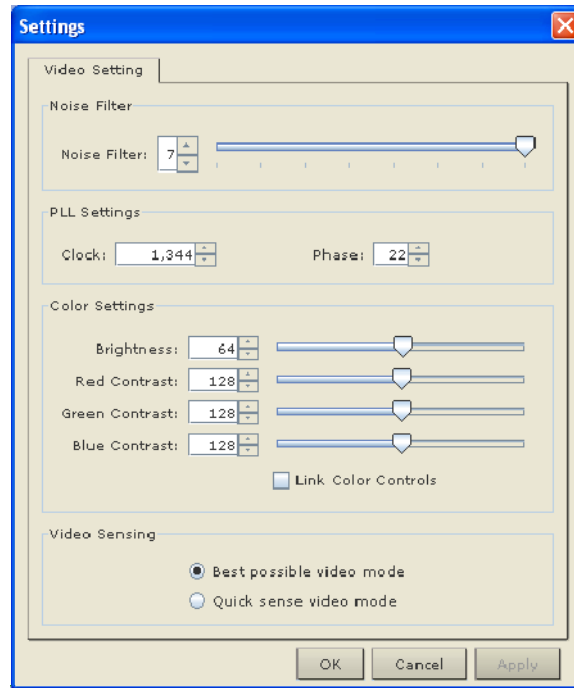 Settings
Video Setting
Noise Filter
Noise Filter: 7
PLL Settings
Clock: 1,344 Phase: 22
Color Settings
Brightness: 64
Red Contrast: 128
Green Contrast: 128
Blue Contrast: 128
Link Color Controls
Video Sensing
Best possible video mode
Quick sense video mode
OK Cancel Apply